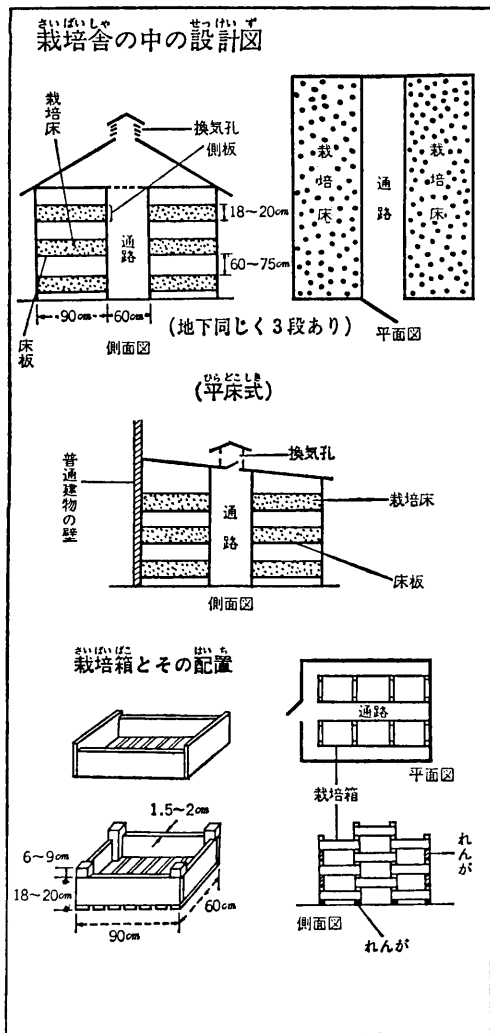 さいばいしゃ せっけいず
栽培舎の中の設計図
栽培床
換気孔
側板
通路
18〜20cm
60〜75cm
90cm 60cm
床板
側面図
(地下同じく3段あり)
栽培床
通路
栽培床
平面図
ひらどこしき
(平床式)
普通建物の壁
換気孔
通路
栽培床
床板
側面図
さいばいばこ はいち
栽培箱とその配置
1.5〜2cm
6〜9cm
18〜20cm
90cm
60cm
通路
平面図
栽培箱
れんが
側面図
れんが